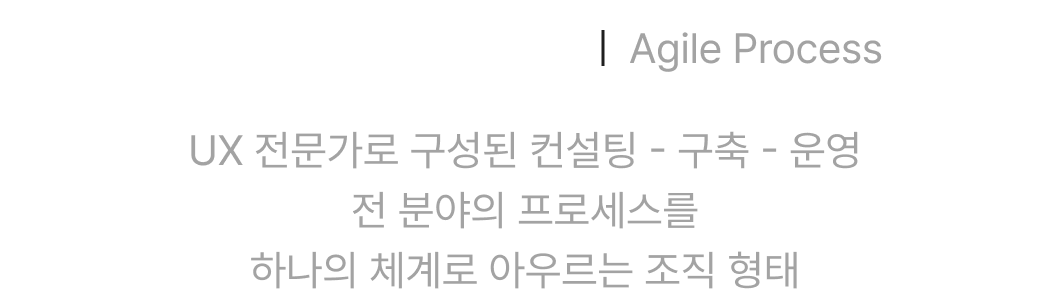 | Agile Process
UX 전문가로 구성된 컨설팅 - 구축 - 운영
전 분야의 프로세스를
하나의 체계로 아우르는 조직 형태